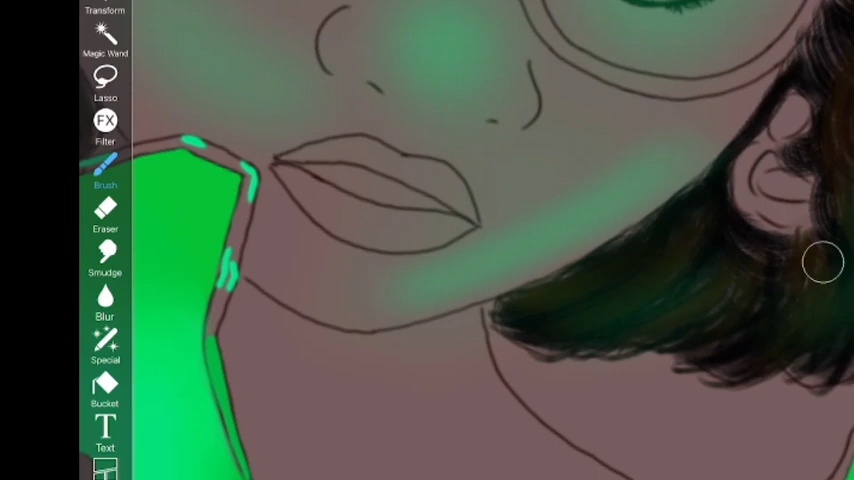 Transform
Magic Wand
Lasso
FX
Filter
Brush
Eraser
Smudge
Blur
Special
Bucket
T
Text